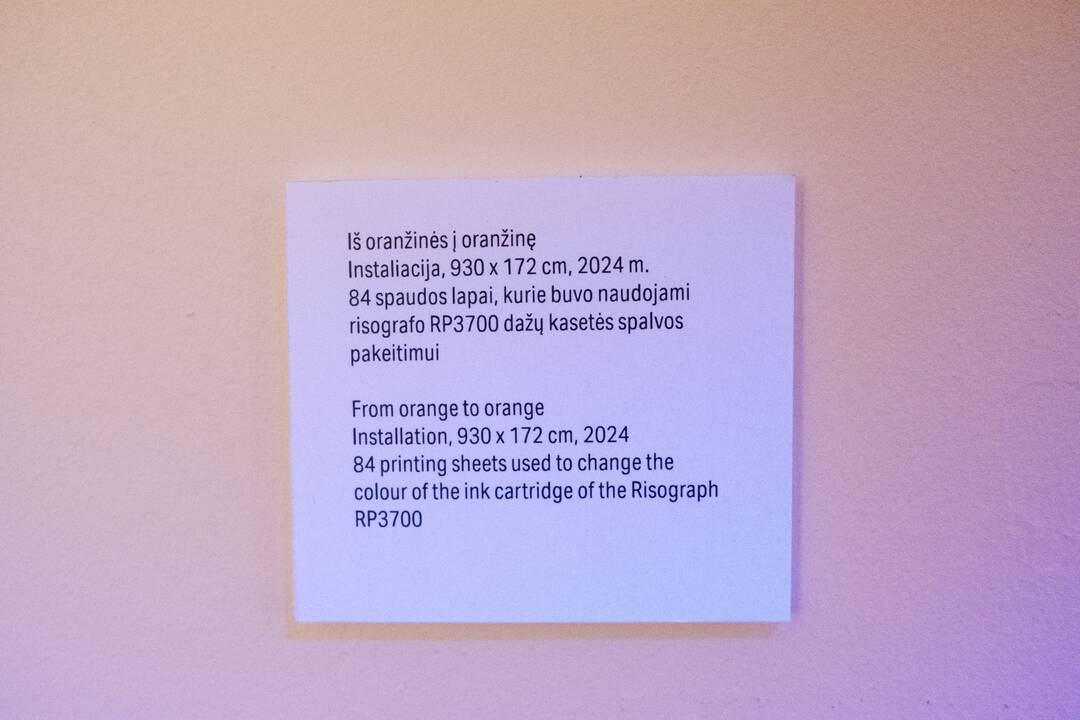 Iš oranžinės į oranžinę
Instaliacija, 930 x 172 cm, 2024 m.
84 spaudos lapai, kurie buvo naudojami
risografo RP3700 dažų kasetės spalvos
pakeitimui
From orange to orange
Installation, 930 x 172 cm, 2024
84 printing sheets used to change the
colour of the ink cartridge of the Risograph
RP3700